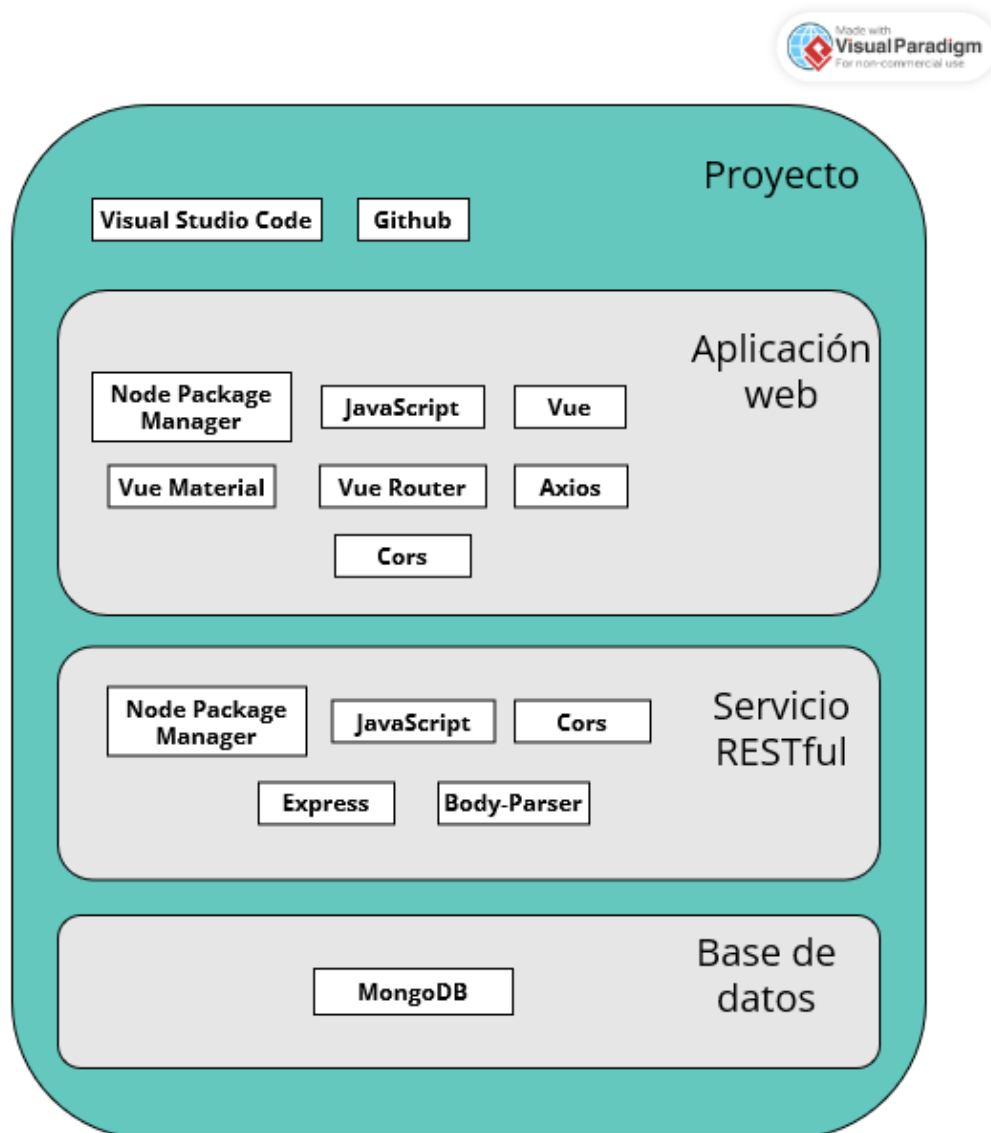 Made with
Visual Paradigm
For non-commercial use
Proyecto
Visual Studio Code
Github
Aplicación
web
Node Package
Manager
JavaScript
Vue
Vue Material
Vue Router
Axios
Cors
Servicio
RESTful
Node Package
Manager
JavaScript
Cors
Express
Body-Parser
Base de
datos
MongoDB